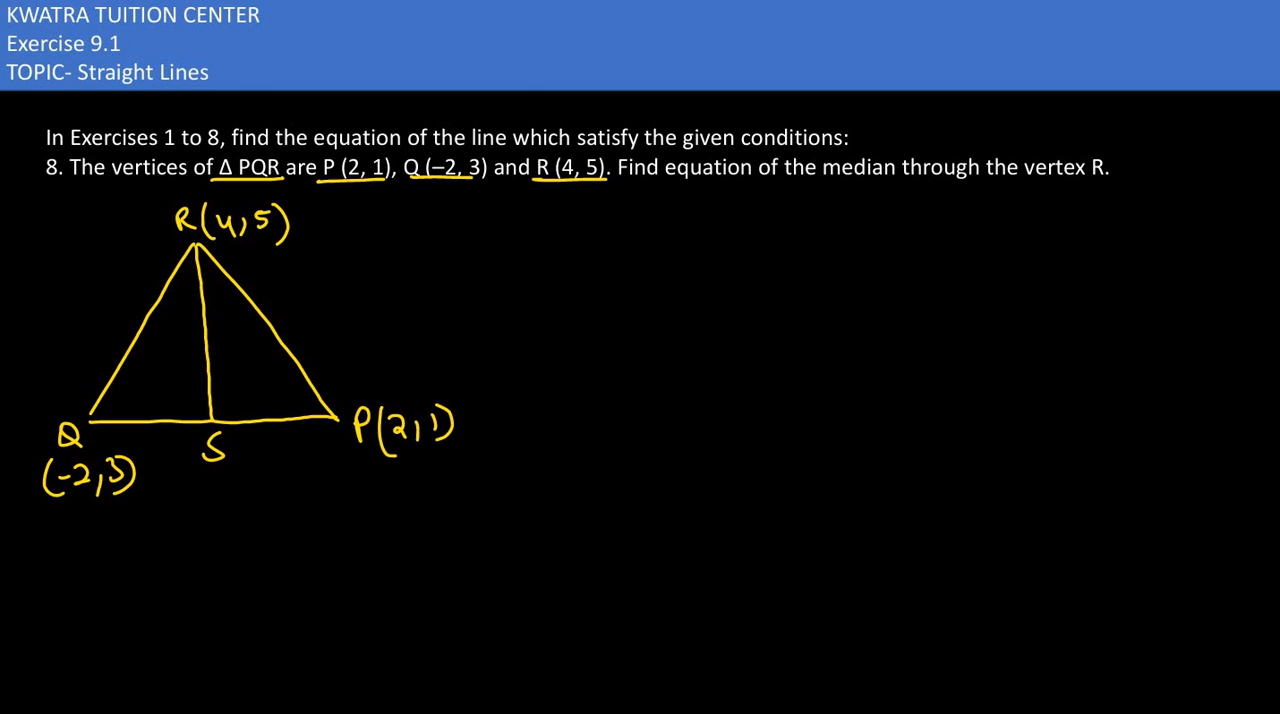 KWATRA TUITION CENTER
Exercise 9.1
TOPIC- Straight Lines
In Exercises 1 to 8, find the equation of the line which satisfy the given conditions:
8. The vertices of Δ PQR are P (2, 1), Q (–2, 3) and R (4, 5). Find equation of the median through the vertex R.
R(4,5)
Q
S
P(2,1)
(-2,3)